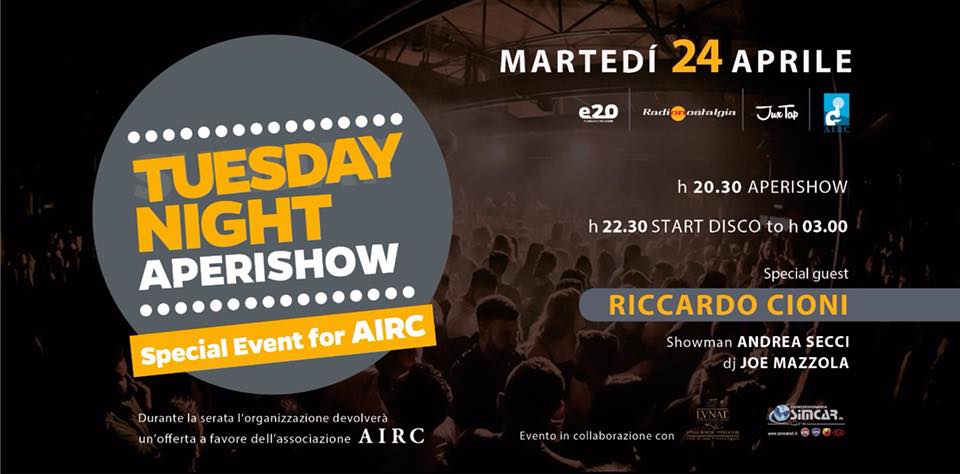 TUESDAY
NIGHT
APERISHOW
Special Event for AIRC
Durante la serata l'organizzazione devolverà
un'offerta a favore dell'associazione AIRC
MARTEDÍ 24 APRILE
e20
Radionostalgia
JuxTap
AIRC
h 20.30 APERISHOW
h 22.30 START DISCO to h 03.00
Special guest
RICCARDO CIONI
Showman ANDREA SECCI
dj JOE MAZZOLA
Evento in collaborazione con
LVNAE
SIMCAR